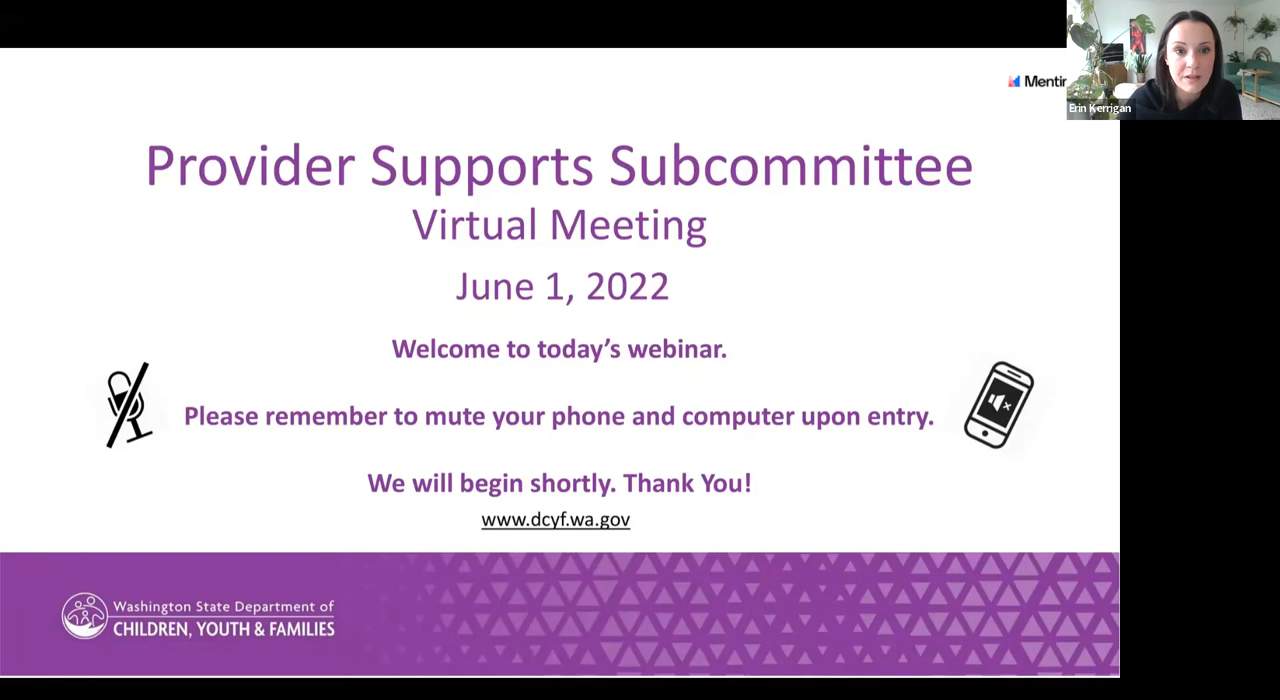 Erin Kerrigan
Provider Supports Subcommittee
Virtual Meeting
June 1, 2022
Welcome to today’s webinar.
Please remember to mute your phone and computer upon entry.
We will begin shortly. Thank You!
www.dcyf.wa.gov
Washington State Department of
CHILDREN, YOUTH & FAMILIES